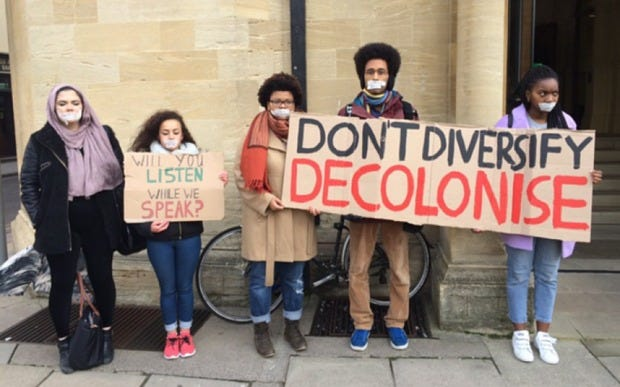 WILL YOU
LISTEN
WHILE WE
SPEAK?
DON'T DIVERSIFY
DECOLONISE